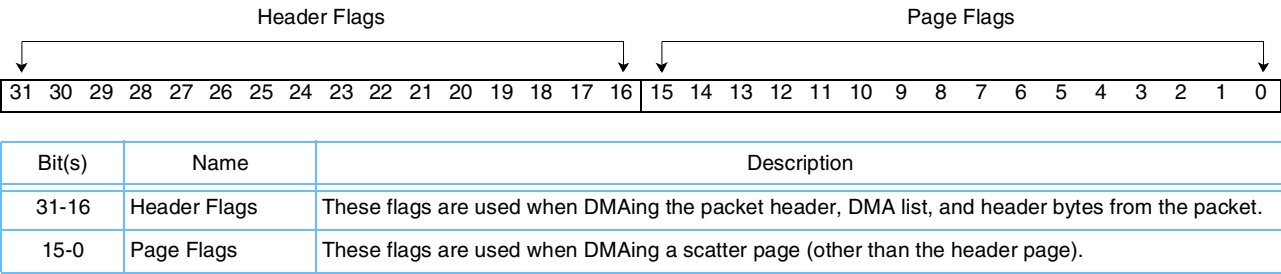 Header Flags Page Flags
31 30 29 28 27 26 25 24 23 22 21 20 19 18 17 16 15 14 13 12 11 10 9 8 7 6 5 4 3 2 1 0
Bit(s) Name Description
31-16 Header Flags These flags are used when DMAing the packet header, DMA list, and header bytes from the packet.
15-0 Page Flags These flags are used when DMAing a scatter page (other than the header page).